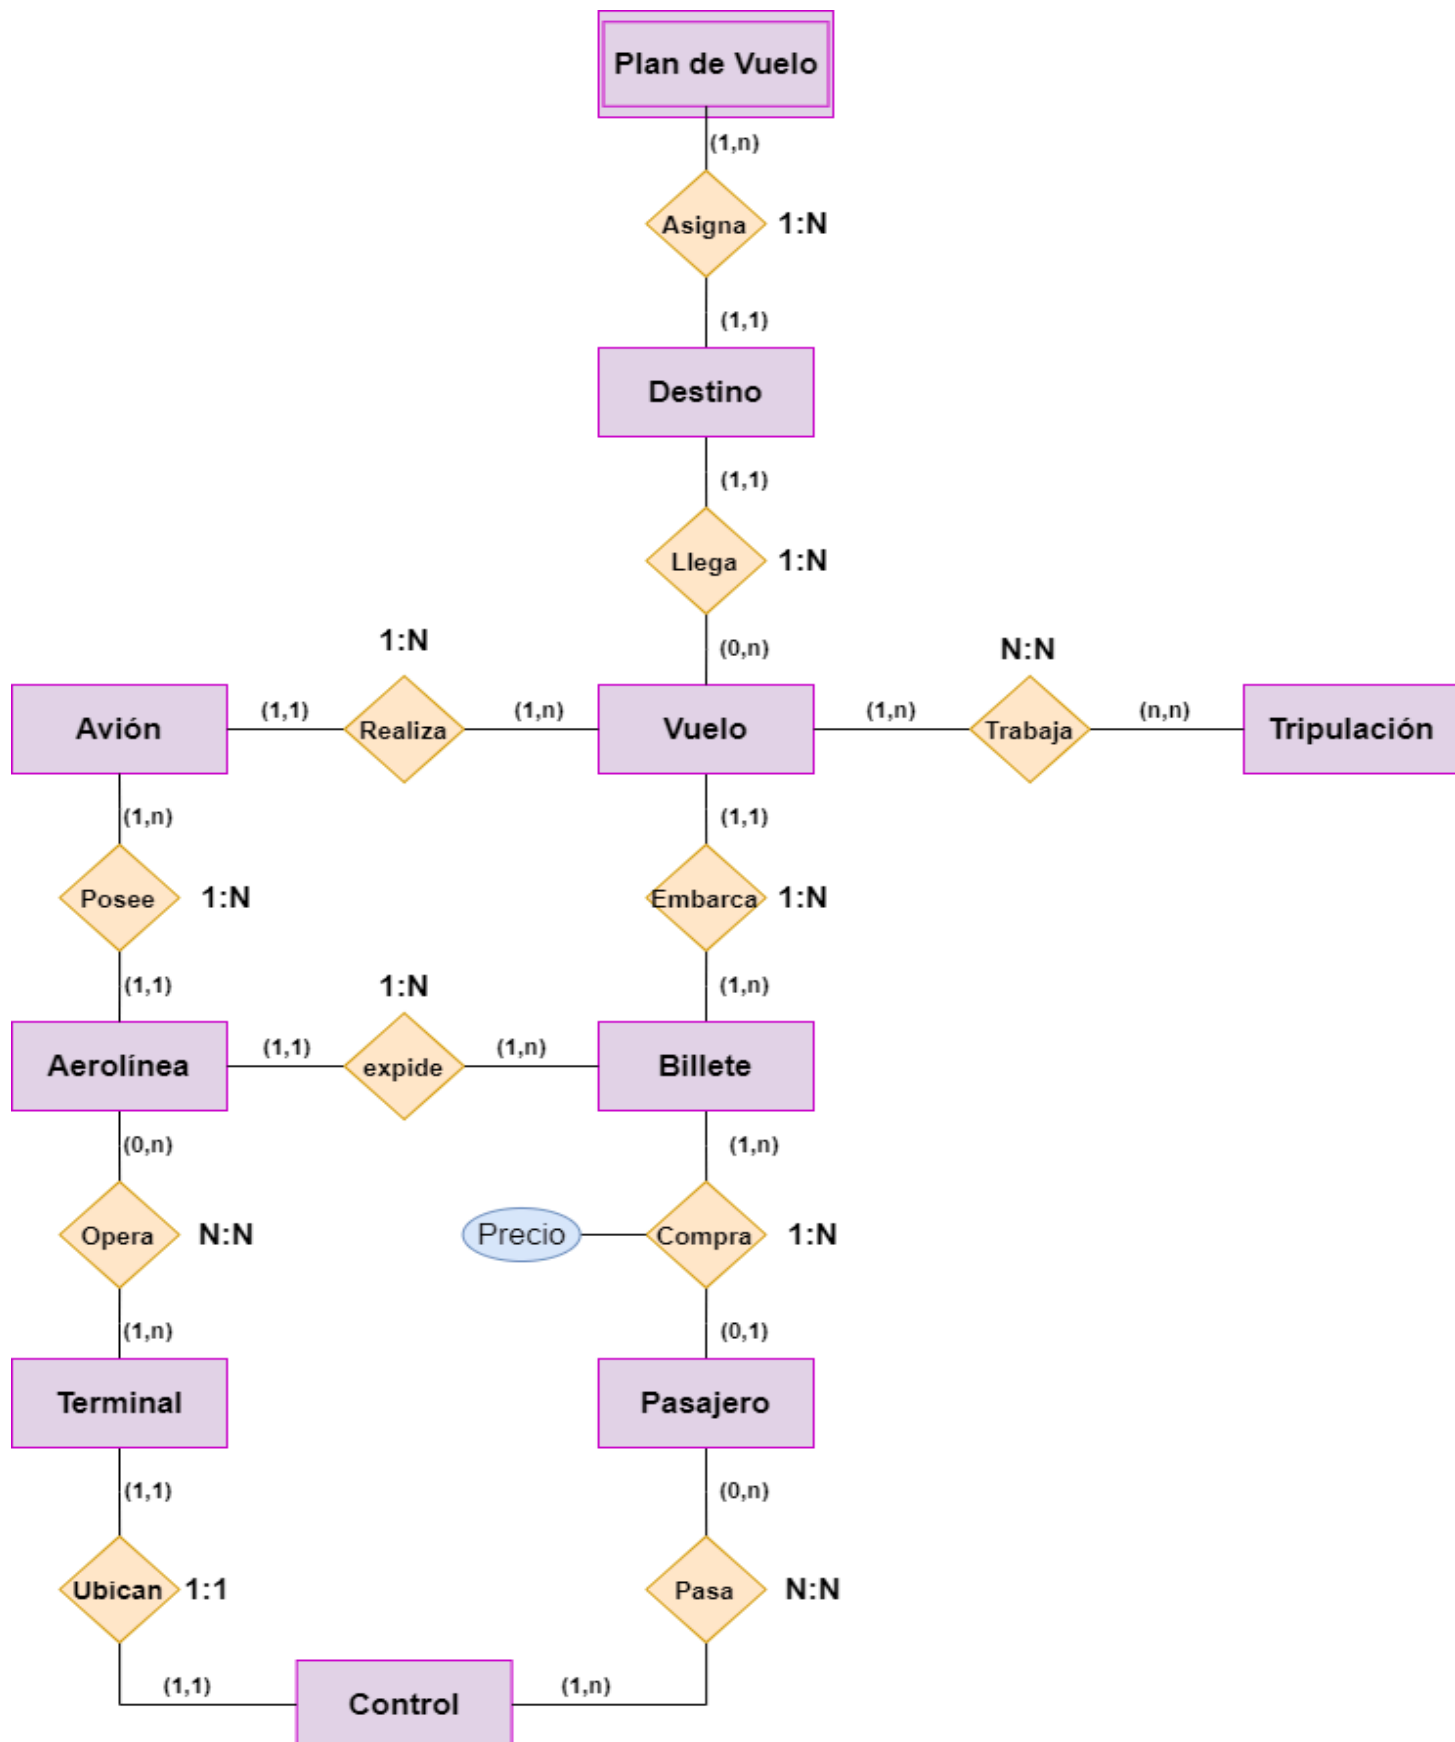 Plan de Vuelo
(1,n)
Asigna
1:N
(1,1)
Destino
(1,1)
Llega
1:N
(0,n)
1:N
N:N
Avión
(1,1)
Realiza
(1,n)
Vuelo
(1,n)
Trabaja
(n,n)
Tripulación
(1,n)
(1,1)
Posee
1:N
Embarca
1:N
(1,1)
(1,n)
1:N
Aerolínea
(1,1)
expide
(1,n)
Billete
(0,n)
(1,n)
Opera
N:N
Precio
Compra
1:N
(1,n)
(0,1)
Terminal
Pasajero
(1,1)
(0,n)
Ubican
1:1
Pasa
N:N
(1,1)
Control
(1,n)